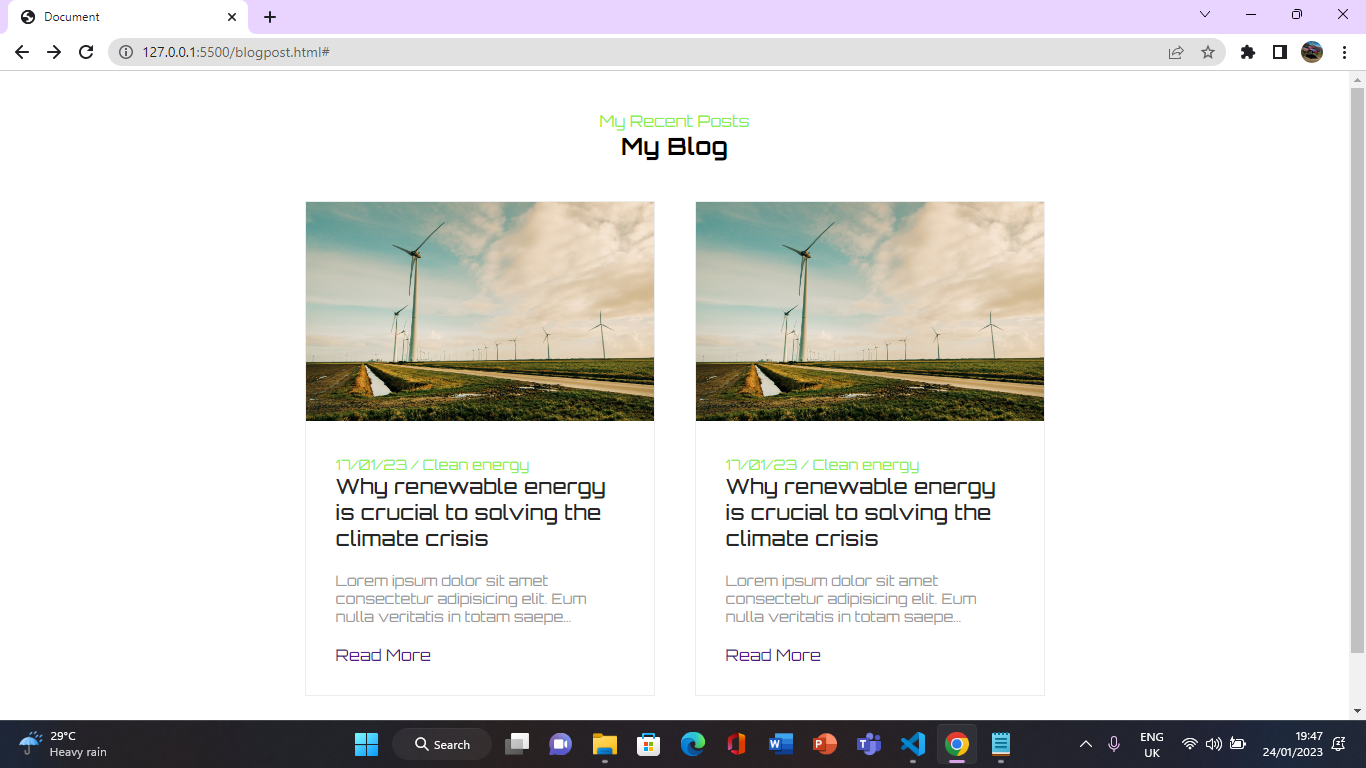 Document
127.0.0.1:5500/blogpost.html#
My Recent Posts
My Blog
17/01/23 / Clean energy
Why renewable energy
is crucial to solving the
climate crisis
Lorem ipsum dolor sit amet
consectetur adipisicing elit. Eum
nulla veritatis in totam saepe...
Read More
17/01/23 / Clean energy
Why renewable energy
is crucial to solving the
climate crisis
Lorem ipsum dolor sit amet
consectetur adipisicing elit. Eum
nulla veritatis in totam saepe...
Read More
29°C
Heavy rain
Search
ENG
UK
19:47
24/01/2023